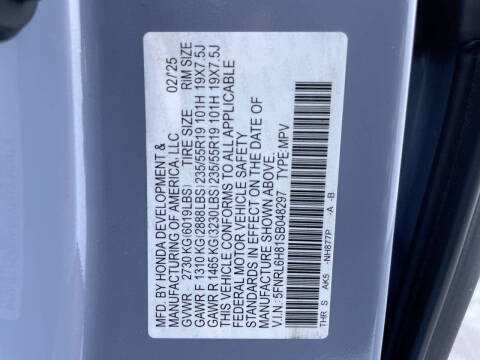 MFD. BY HONDA DEVELOPMENT & 02/'25
MANUFACTURING OF AMERICA, LLC
GVWR 2730 KG(6019LBS) TIRE SIZE RIM SIZE
GAWR F 1310 KG(2888LBS) 235/55R19 101H 19X7.5J
GAWR R 1465 KG(3230LBS) 235/55R19 101H 19X7.5J
THIS VEHICLE CONFORMS TO ALL APPLICABLE
FEDERAL MOTOR VEHICLE SAFETY
STANDARDS IN EFFECT ON THE DATE OF
MANUFACTURE SHOWN ABOVE.
V.I.N: 5FNRL6H81SB048297 TYPE:MPV
THR S AK5 -NH877P -A -B